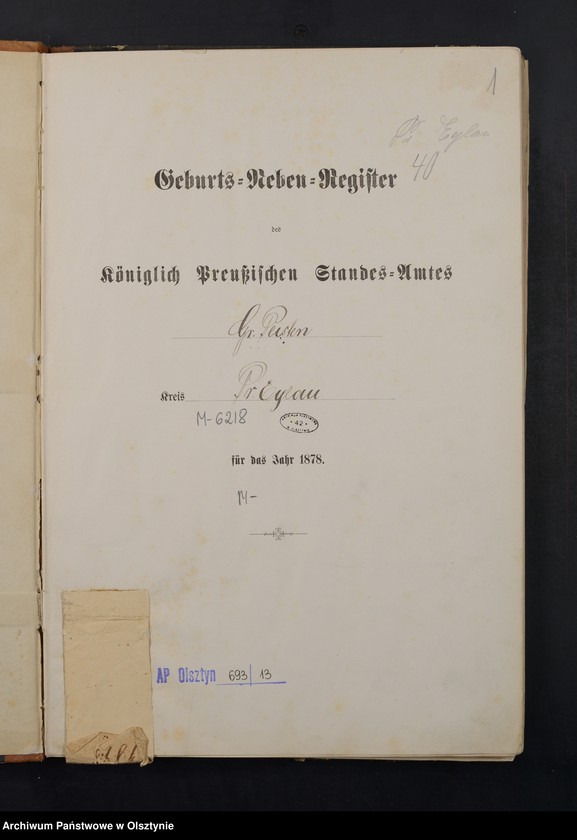 1
Pr. Eylau
40
Geburts-Neben-Register
des
Königlich Preußischen Standes-Amtes
Gr. Peisten
Kreis Pr Eylau
M-6218
42
für das Jahr 1878.
M-
AP Olsztyn 693/13
Archiwum Państwowe w Olsztynie